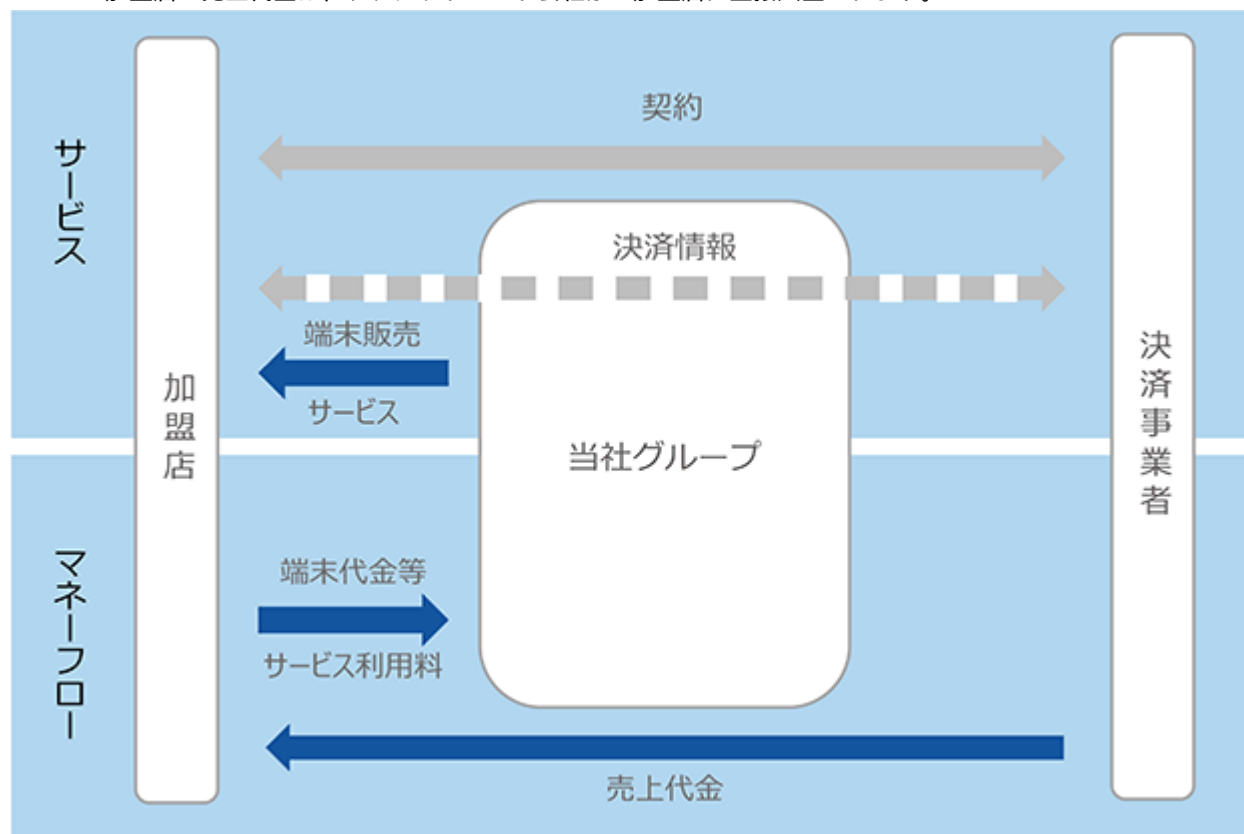 契約
サービス
決済情報
端末販売
サービス
加盟店
当社グループ
決済事業者
マネーフロー
端末代金等
サービス利用料
売上代金